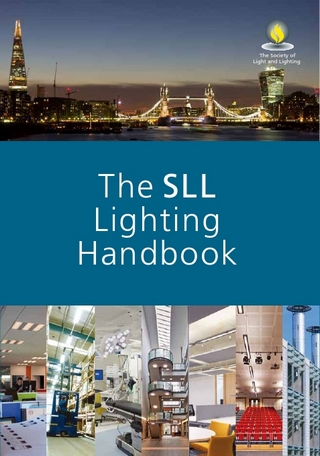 The Society of
Light and Lighting
The SLL
Lighting
Handbook